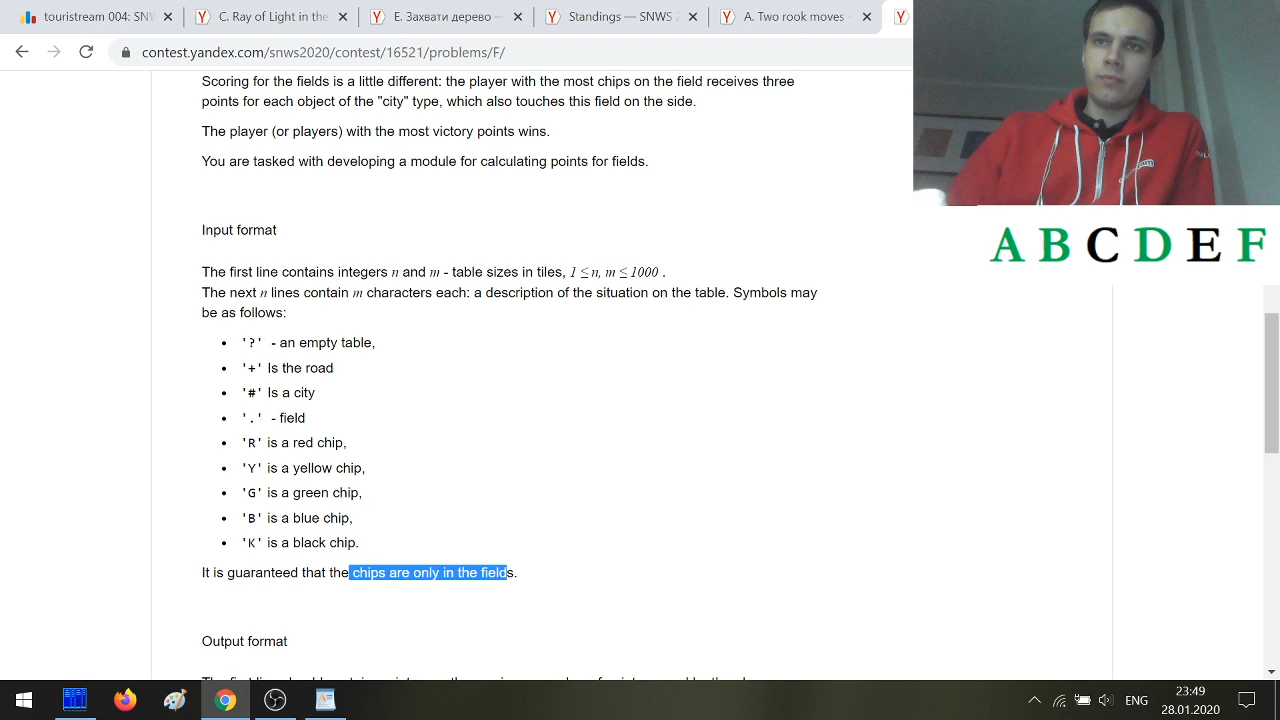 touristream 004: SNW
C. Ray of Light in the
Е. Захвати дерево –
Standings — SNWS 2
A. Two rook moves -
contest.yandex.com/snws2020/contest/16521/problems/F/
Scoring for the fields is a little different: the player with the most chips on the field receives three
points for each object of the "city" type, which also touches this field on the side.
The player (or players) with the most victory points wins.
You are tasked with developing a module for calculating points for fields.
A B C D E F
Input format
The first line contains integers n and m - table sizes in tiles, 1 ≤ n, m ≤ 1000 .
The next n lines contain m characters each: a description of the situation on the table. Symbols may
be as follows:
• '?' - an empty table,
• '+' Is the road
• '#' Is a city
• '.' - field
• 'R' is a red chip,
• 'Y' is a yellow chip,
• 'G' is a green chip,
• 'B' is a blue chip,
• 'K' is a black chip.
It is guaranteed that the chips are only in the fields.
Output format
ENG
23:49
28.01.2020